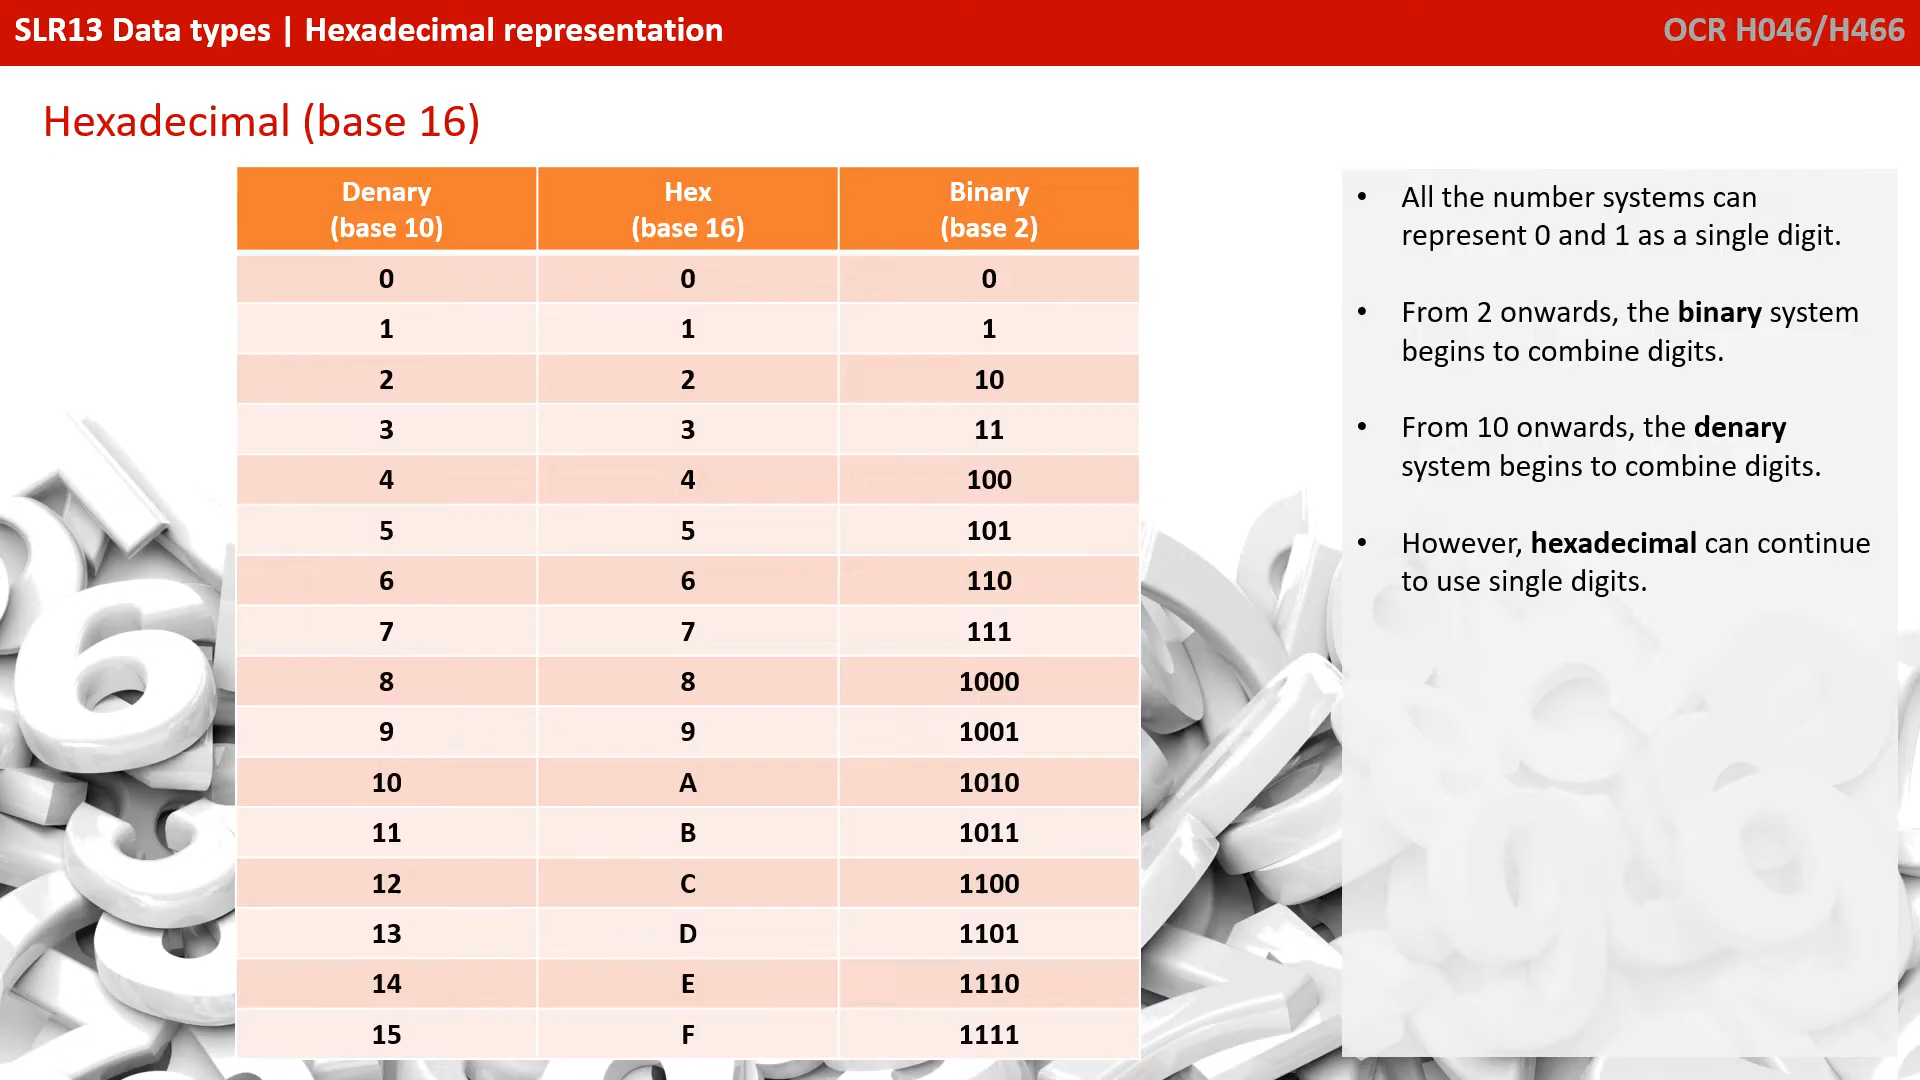 SLR13 Data types | Hexadecimal representation
OCR H046/H466
Hexadecimal (base 16)
Denary (base 10) Hex (base 16) Binary (base 2)
0 0 0
1 1 1
2 2 10
3 3 11
4 4 100
5 5 101
6 6 110
7 7 111
8 8 1000
9 9 1001
10 A 1010
11 B 1011
12 C 1100
13 D 1101
14 E 1110
15 F 1111
• All the number systems can
represent 0 and 1 as a single digit.
• From 2 onwards, the binary system
begins to combine digits.
• From 10 onwards, the denary
system begins to combine digits.
• However, hexadecimal can continue
to use single digits.